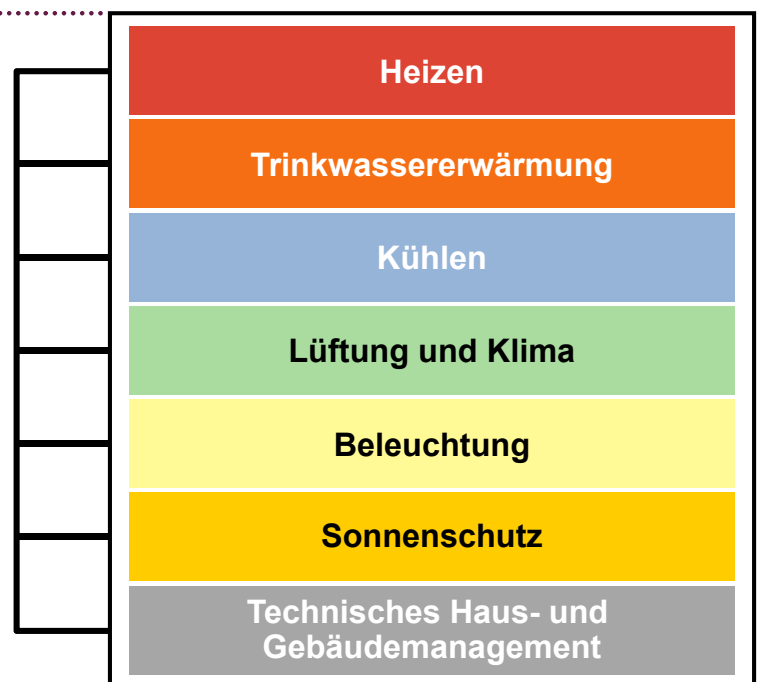 Heizen
Trinkwassererwärmung
Kühlen
Lüftung und Klima
Beleuchtung
Sonnenschutz
Technisches Haus- und
Gebäudemanagement